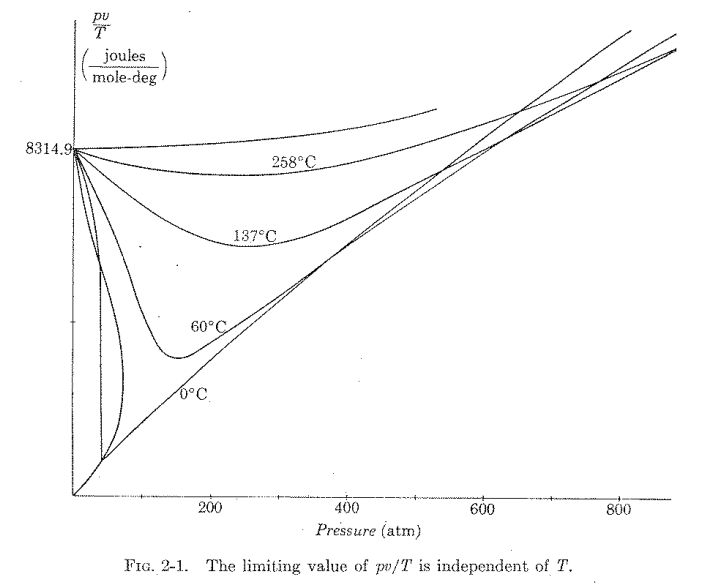 pv
T
(joules
mole-deg)
8314.9
258°C
137°C
60°C
0°C
200 400 600 800
Pressure (atm)
FIG. 2-1. The limiting value of pv/T is independent of T.